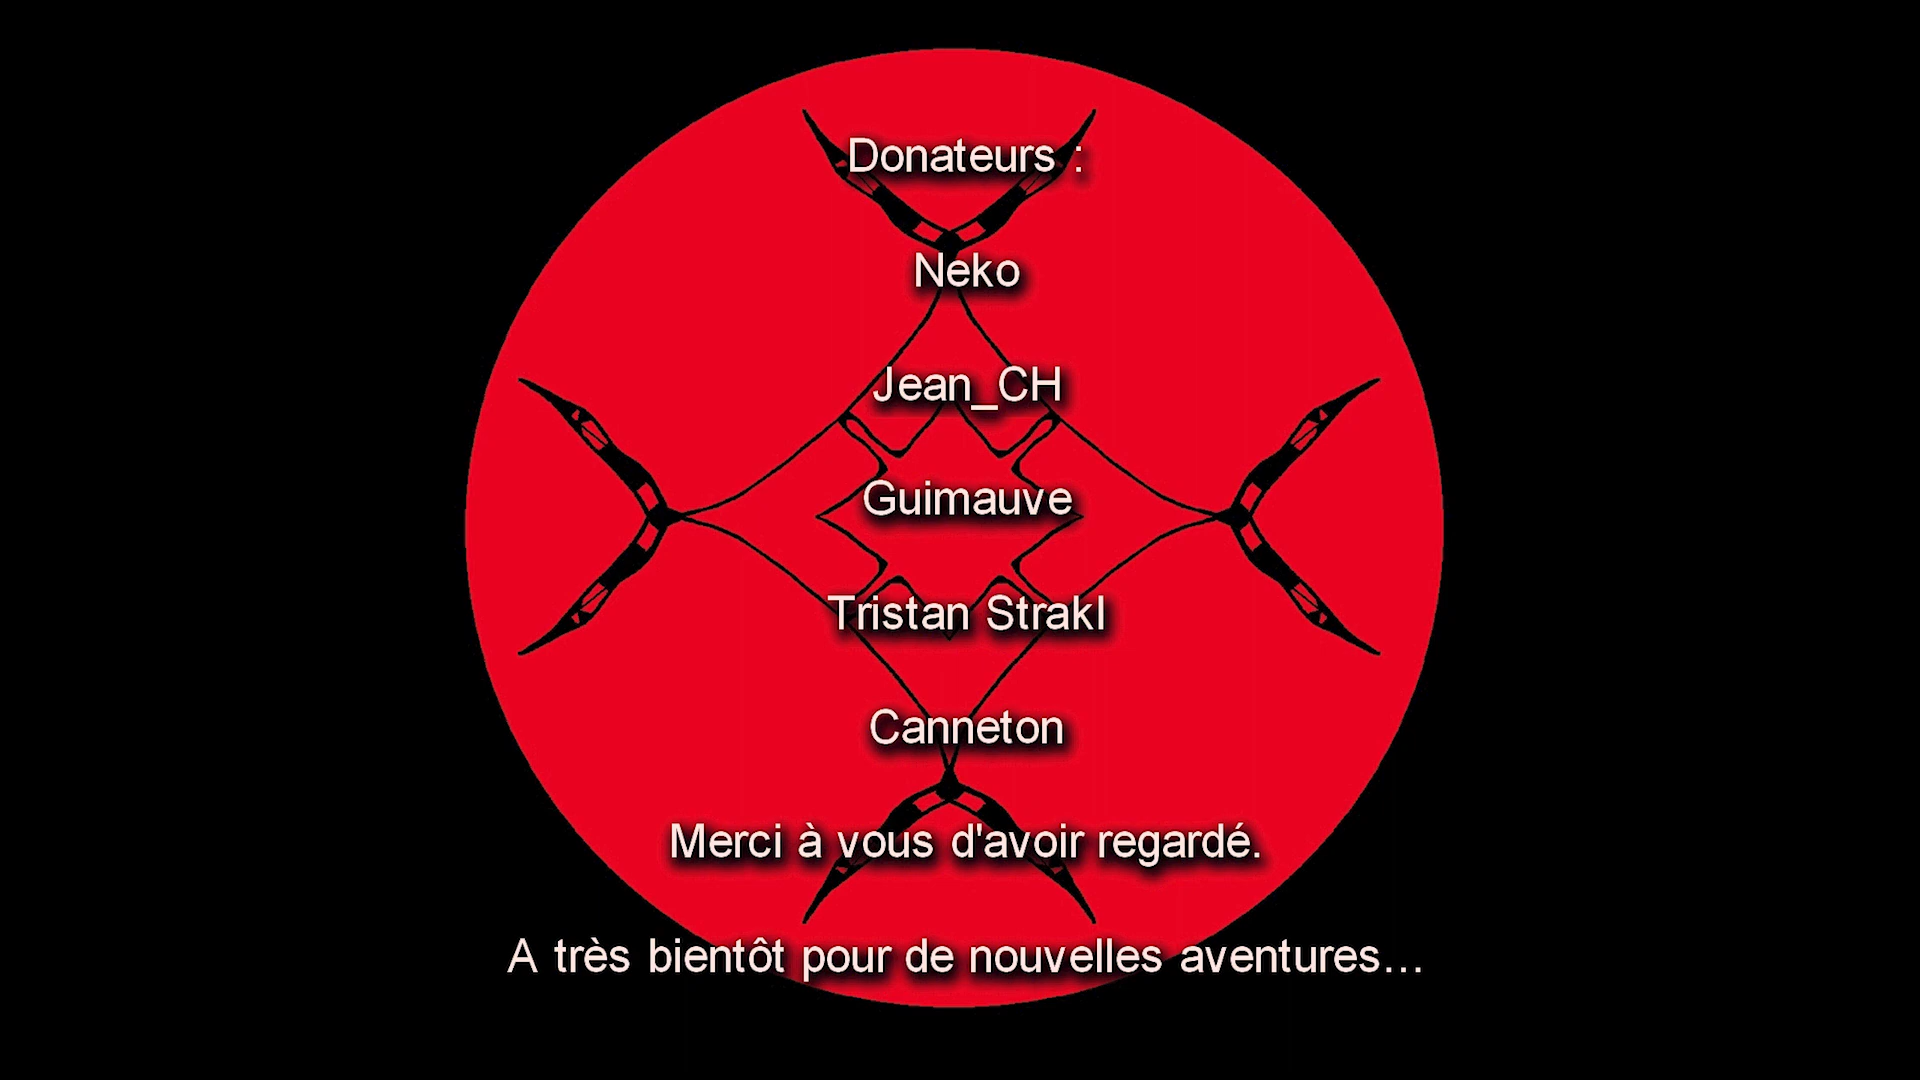 Donateurs :
Neko
Jean_CH
Guimauve
Tristan Strakl
Canneton
Merci à vous d'avoir regardé.
A très bientôt pour de nouvelles aventures...